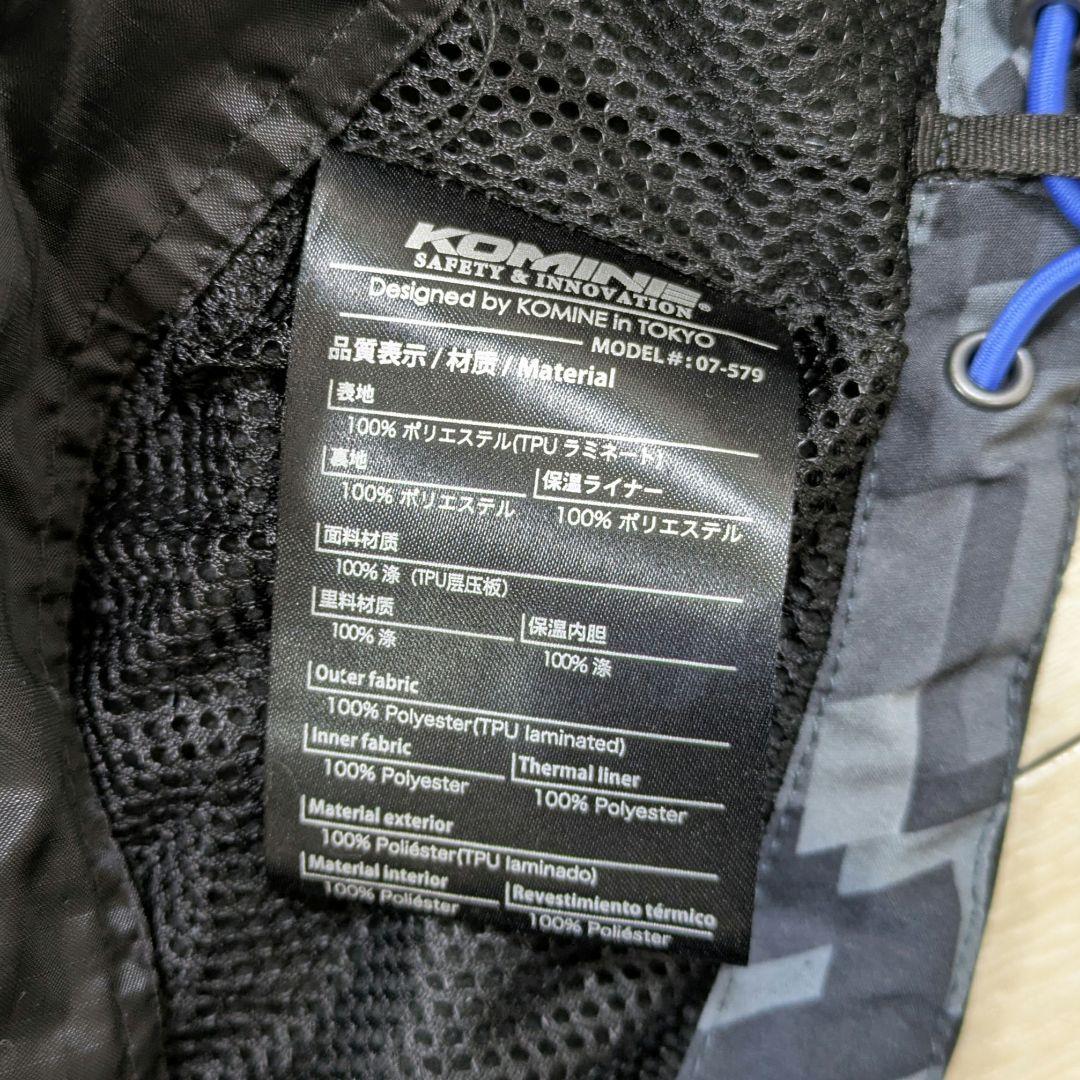 KOMINE®
SAFETY & INNOVATION
Designed by KOMINE in TOKYO
MODEL #: 07-579
品質表示 / 材质 / Material
表地
100% ポリエステル(TPU ラミネート)
裏地
100% ポリエステル
保温ライナー
100% ポリエステル
面料材质
100% 涤 (TPU层压板)
里料材质
100% 涤
保温内胆
100% 涤
Outer fabric
100% Polyester(TPU laminated)
Inner fabric
100% Polyester
Thermal liner
100% Polyester
Material exterior
100% Poliéster(TPU laminado)
Material interior
100% Poliéster
Revestimiento térmico
100% Poliéster